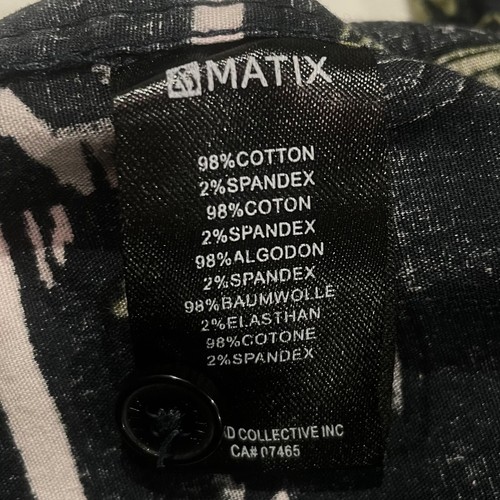 MATIX
98%COTTON
2%SPANDEX
98%COTON
2%SPANDEX
98%ALGODON
2%SPANDEX
98%BAUMWOLLE
2%ELASTHAN
98%COTONE
2%SPANDEX
COLLECTIVE INC
CA# 07465